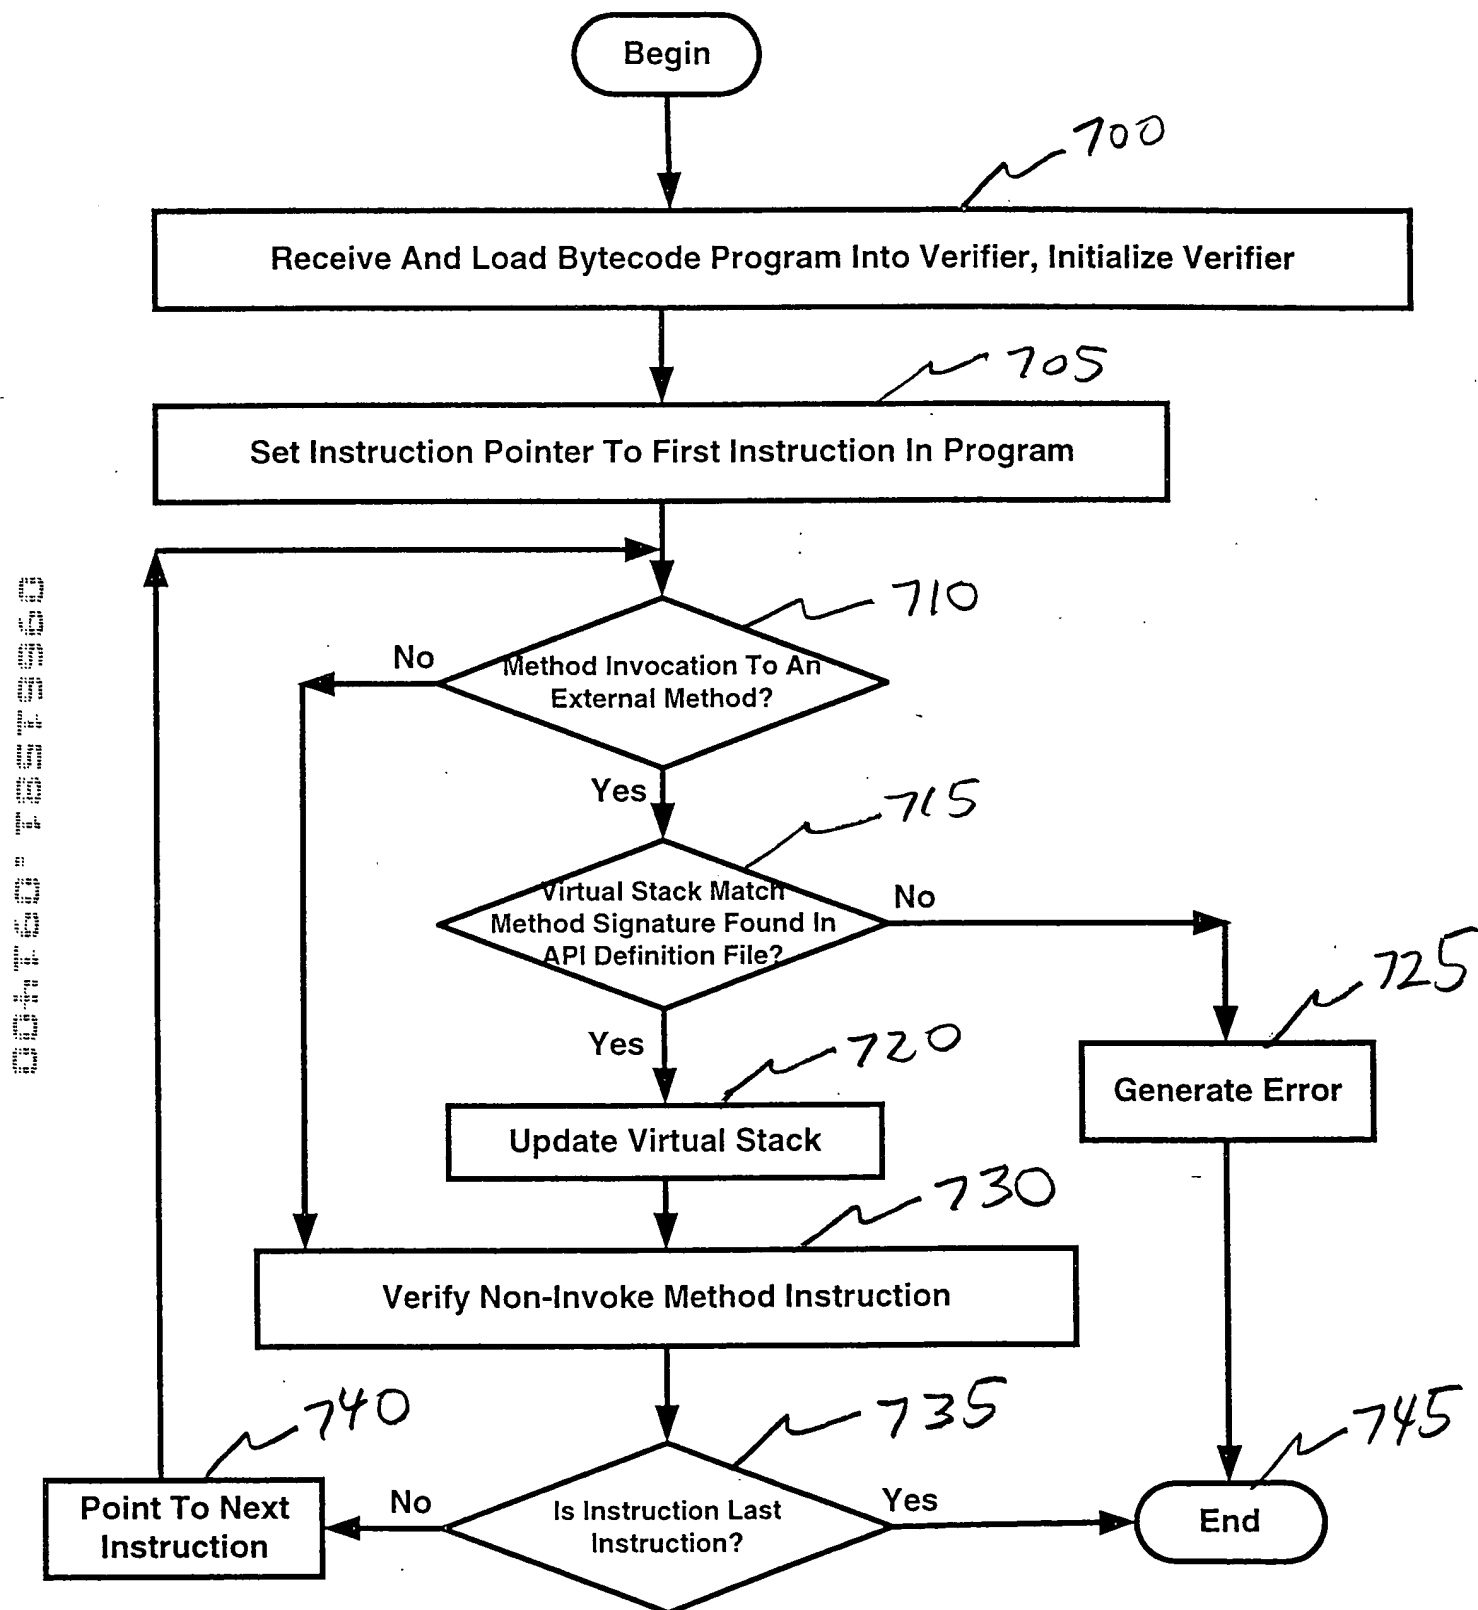 Begin
700
Receive And Load Bytecode Program Into Verifier, Initialize Verifier
705
Set Instruction Pointer To First Instruction In Program
710
No
Method Invocation To An
External Method?
Yes
715
Virtual Stack Match
Method Signature Found In
API Definition File?
No
725
Yes
720
Generate Error
Update Virtual Stack
730
Verify Non-Invoke Method Instruction
740
735
745
Point To Next
Instruction
No
Is Instruction Last
Instruction?
Yes
End